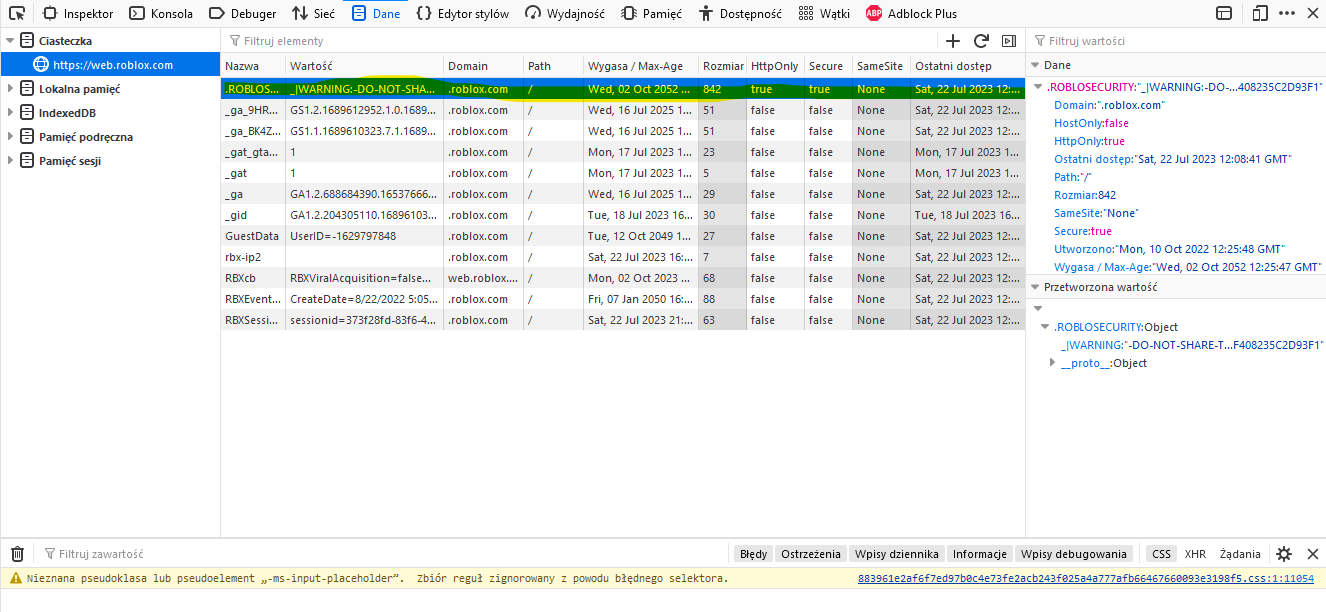 Inspektor Konsola Debuger Sieć Dane Edytor stylów Wydajność Pamięć Dostępność Wątki ABP Adblock Plus
Ciasteczka
https://web.roblox.com
Lokalna pamięć
IndexedDB
Pamięć podręczna
Pamięć sesji
Filtruj elementy
Nazwa Wartość Domain Path Wygasa / Max-Age Rozmiar HttpOnly Secure SameSite Ostatni dostęp
.ROBLOS... _|WARNING:-DO-NOT-SHA... .roblox.com / Wed, 02 Oct 2052 ... 842 true true None Sat, 22 Jul 2023 12:...
_ga_9HR... GS1.2.1689612952.1.0.1689... .roblox.com / Wed, 16 Jul 2025 1... 51 false false None Sat, 22 Jul 2023 12:...
_ga_BK4Z... GS1.1.1689610323.7.1.1689... .roblox.com / Wed, 16 Jul 2025 1... 51 false false None Sat, 22 Jul 2023 12:...
_gat_gta... 1 .roblox.com / Mon, 17 Jul 2023 1... 23 false false None Mon, 17 Jul 2023 1...
_gat 1 .roblox.com / Mon, 17 Jul 2023 1... 5 false false None Mon, 17 Jul 2023 1...
_ga GA1.2.688684390.16537666... .roblox.com / Wed, 16 Jul 2025 1... 29 false false None Sat, 22 Jul 2023 12:...
_gid GA1.2.204305110.16896103... .roblox.com / Tue, 18 Jul 2023 16... 30 false false None Tue, 18 Jul 2023 16...
GuestData UserID=-1629797848 .roblox.com / Tue, 12 Oct 2049 1... 27 false false None Sat, 22 Jul 2023 12:...
rbx-ip2 .roblox.com / Sat, 22 Jul 2023 16:... 7 false false None Sat, 22 Jul 2023 12:...
RBXcb RBXViralAcquisition=false... web.roblox.... / Mon, 02 Oct 2023 ... 68 false false None Sat, 22 Jul 2023 12:...
RBXEvent... CreateDate=8/22/2022 5:05... .roblox.com / Fri, 07 Jan 2050 16:... 88 false false None Sat, 22 Jul 2023 12:...
RBXSessi... sessionid=373f28fd-83f6-4... .roblox.com / Sat, 22 Jul 2023 21:... 63 false false None Sat, 22 Jul 2023 12:...
Filtruj wartości
Dane
.ROBLOSECURITY:"_|WARNING:-DO-...408235C2D93F1"
Domain:".roblox.com"
HostOnly:false
HttpOnly:true
Ostatni dostęp:"Sat, 22 Jul 2023 12:08:41 GMT"
Path:"/"
Rozmiar:842
SameSite:"None"
Secure:true
Utworzono:"Mon, 10 Oct 2022 12:25:48 GMT"
Wygasa / Max-Age:"Wed, 02 Oct 2052 12:25:47 GMT"
Przetworzona wartość
.ROBLOSECURITY:Object
_|WARNING:"-DO-NOT-SHARE-T...F408235C2D93F1"
__proto__:Object
Filtruj zawartość Błędy Ostrzeżenia Wpisy dziennika Informacje Wpisy debugowania CSS XHR Żądania
Nieznana pseudoklasa lub pseudoelement „-ms-input-placeholder”. Zbiór reguł zignorowany z powodu błędnego selektora. 883961e2af6f7ed97b0c4e73fe2acb243f025a4a777afb66467660093e3198f5.css:1:11054